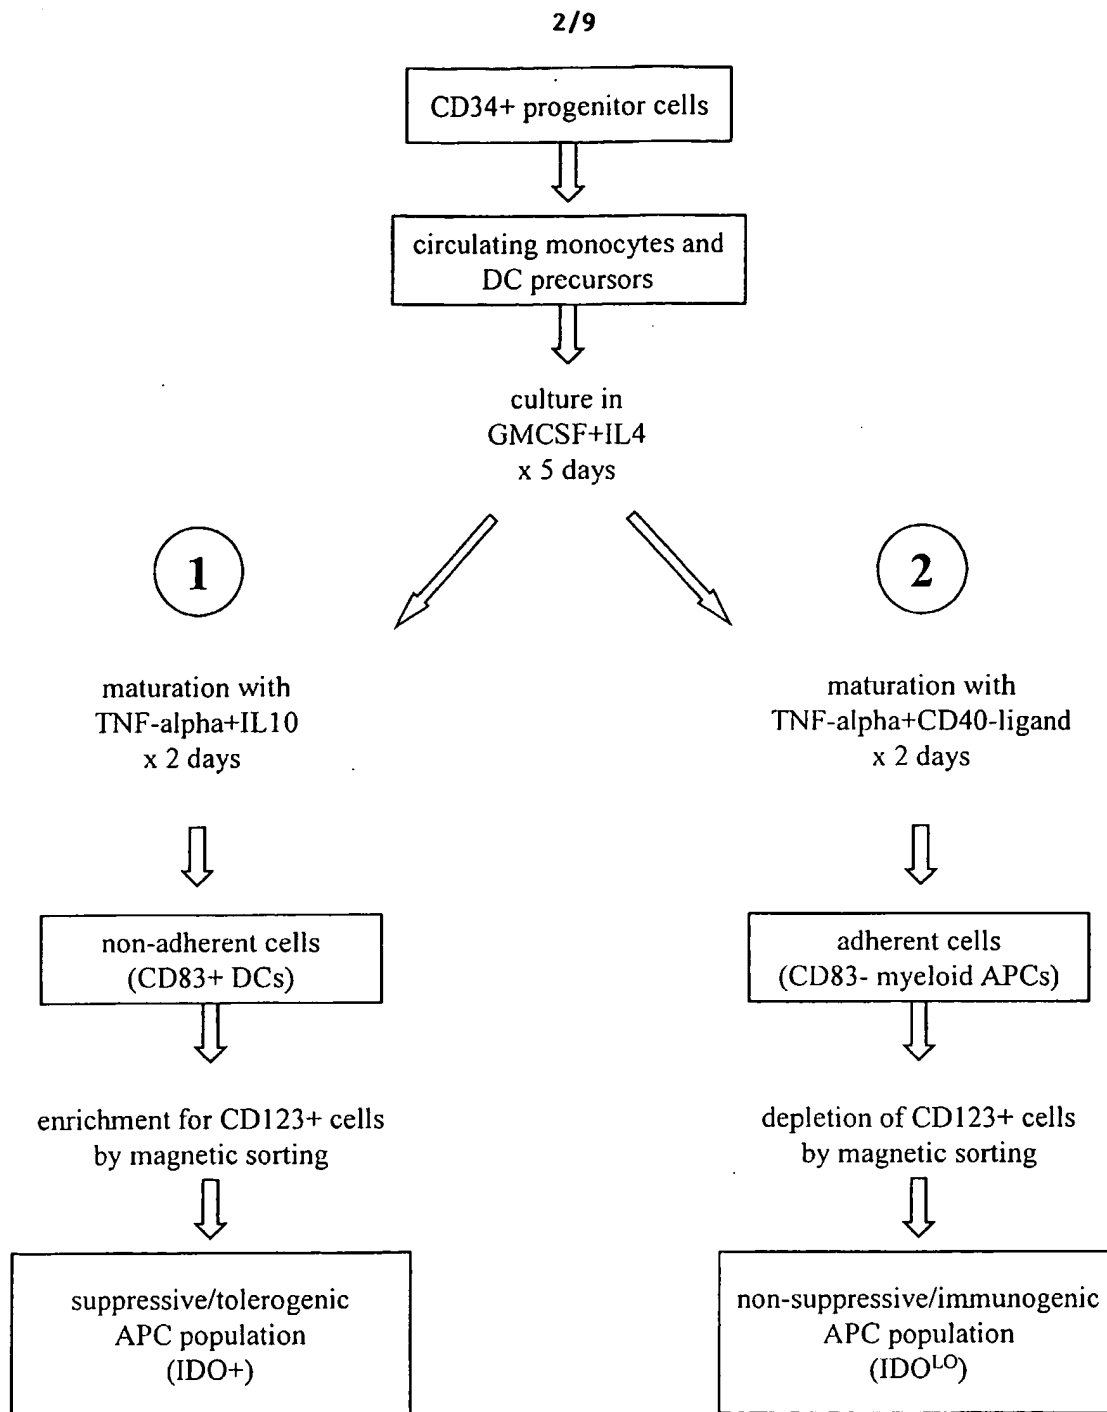 2/9
CD34+ progenitor cells
circulating monocytes and
DC precursors
culture in
GMCSF+IL4
x 5 days
1
maturation with
TNF-alpha+IL10
x 2 days
non-adherent cells
(CD83+ DCs)
enrichment for CD123+ cells
by magnetic sorting
suppressive/tolerogenic
APC population
(IDO+)
2
maturation with
TNF-alpha+CD40-ligand
x 2 days
adherent cells
(CD83- myeloid APCs)
depletion of CD123+ cells
by magnetic sorting
non-suppressive/immunogenic
APC population
(IDO^LO)